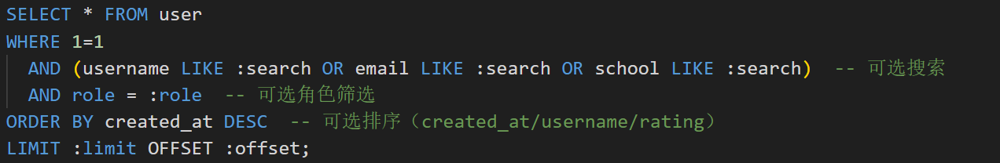 SELECT * FROM user
WHERE 1=1
  AND (username LIKE :search OR email LIKE :search OR school LIKE :search)  -- 可选搜索
  AND role = :role  -- 可选角色筛选
ORDER BY created_at DESC  -- 可选排序（created_at/username/rating）
LIMIT :limit OFFSET :offset;